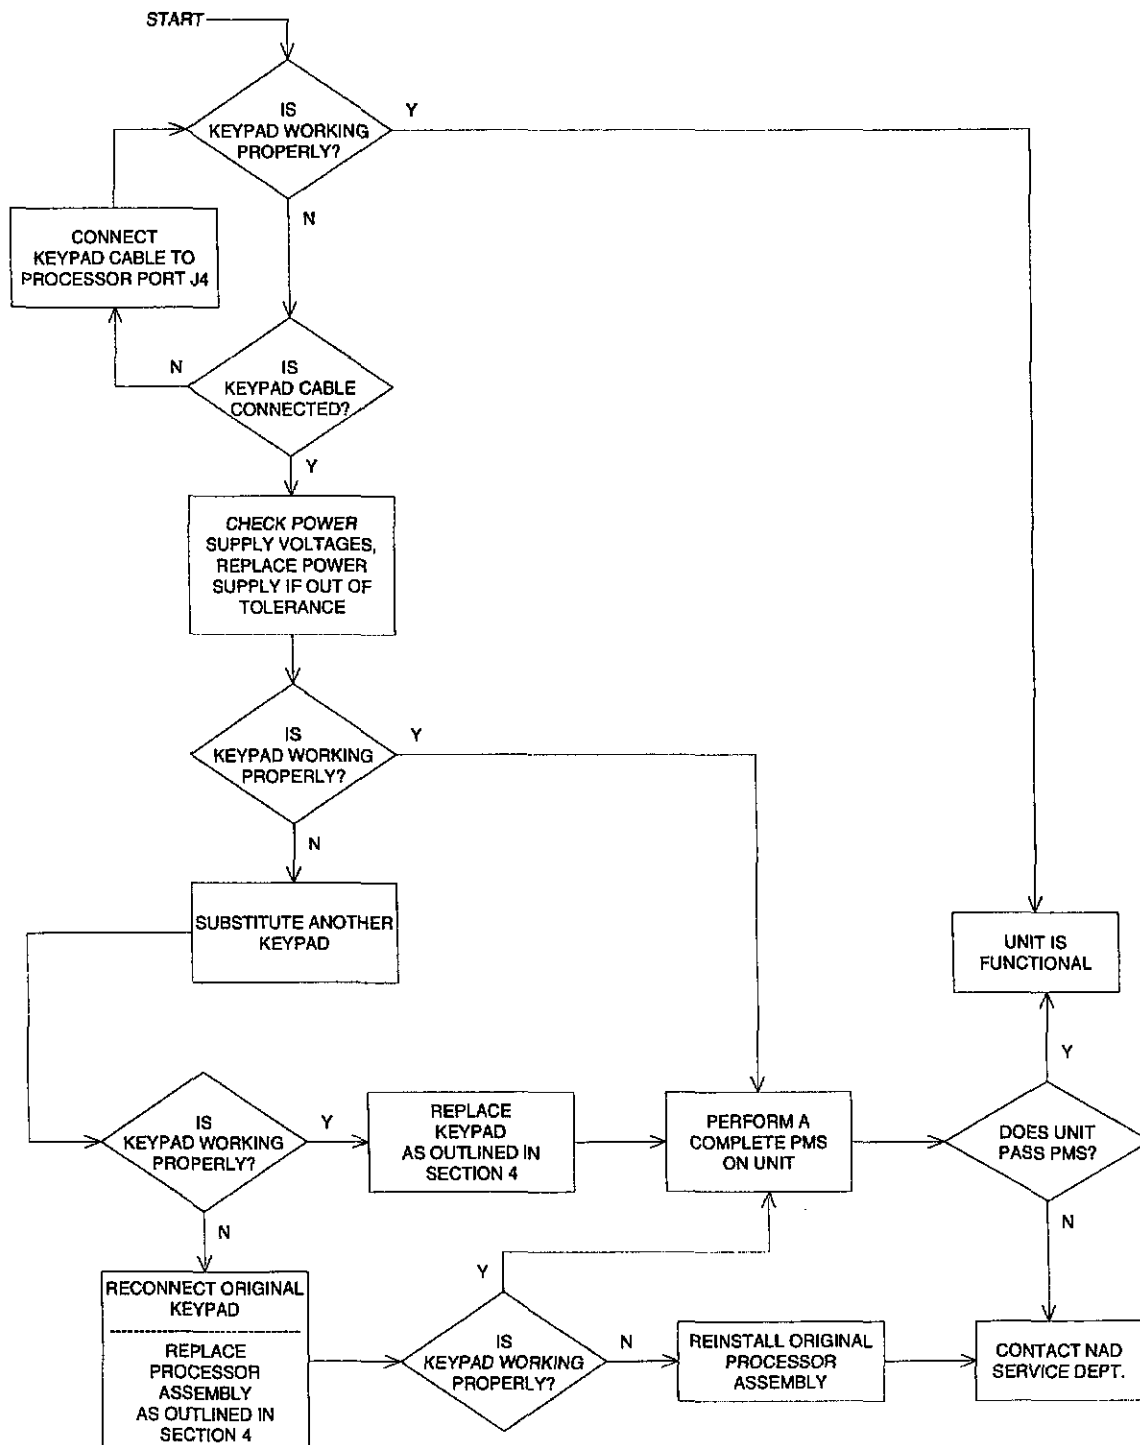 START
IS
KEYPAD WORKING
PROPERLY?
Y
N
CONNECT
KEYPAD CABLE TO
PROCESSOR PORT J4
N
IS
KEYPAD CABLE
CONNECTED?
Y
CHECK POWER
SUPPLY VOLTAGES,
REPLACE POWER
SUPPLY IF OUT OF
TOLERANCE
IS
KEYPAD WORKING
PROPERLY?
Y
N
SUBSTITUTE ANOTHER
KEYPAD
UNIT IS
FUNCTIONAL
Y
IS
KEYPAD WORKING
PROPERLY?
Y
REPLACE
KEYPAD
AS OUTLINED IN
SECTION 4
PERFORM A
COMPLETE PMS
ON UNIT
DOES UNIT
PASS PMS?
N
N
RECONNECT ORIGINAL
KEYPAD
REPLACE
PROCESSOR
ASSEMBLY
AS OUTLINED IN
SECTION 4
Y
IS
KEYPAD WORKING
PROPERLY?
N
REINSTALL ORIGINAL
PROCESSOR
ASSEMBLY
CONTACT NAD
SERVICE DEPT.